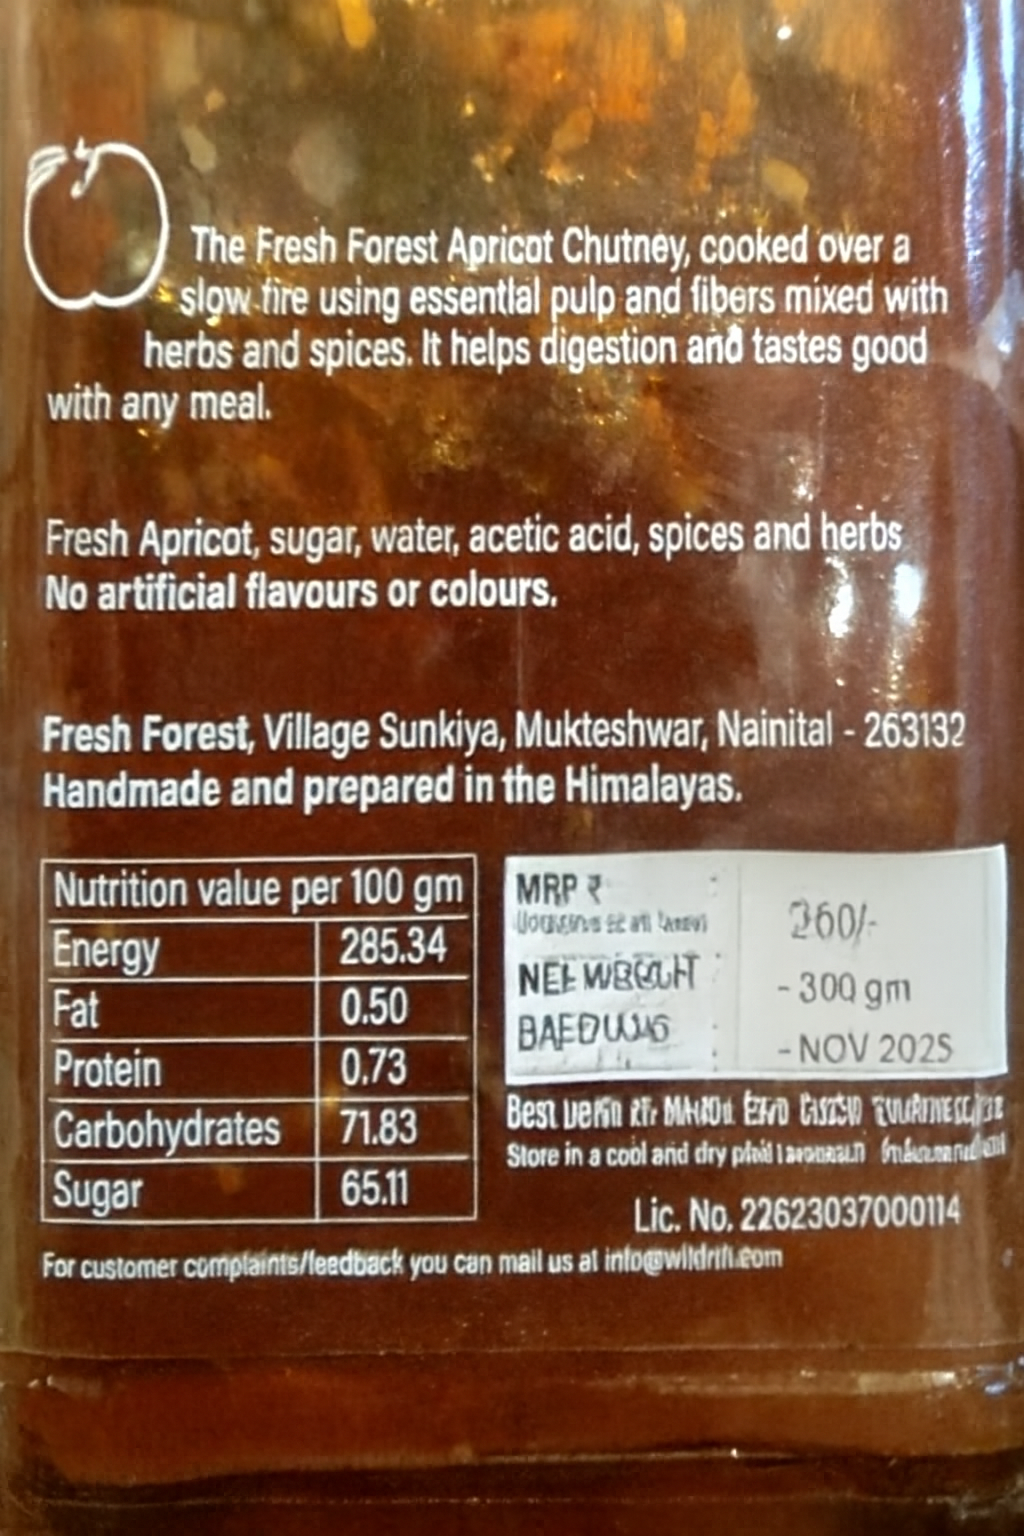 The Fresh Forest Apricot Chutney, cooked over a
slow fire using essential pulp and fibers mixed with
herbs and spices. It helps digestion and tastes good
with any meal.
Fresh Apricot, sugar, water, acetic acid, spices and herbs
No artificial flavours or colours.
Fresh Forest, Village Sunkiya, Mukteshwar, Nainital - 263132
Handmade and prepared in the Himalayas.
Nutrition value per 100 gm
Energy 285.34
Fat 0.50
Protein 0.73
Carbohydrates 71.83
Sugar 65.11
MRP ₹ : 260/-
- 300 gm
- NOV 2025
Best
Store in a cool and dry
Lic. No. 22623037000114
For customer complaints/feedback you can mail us at